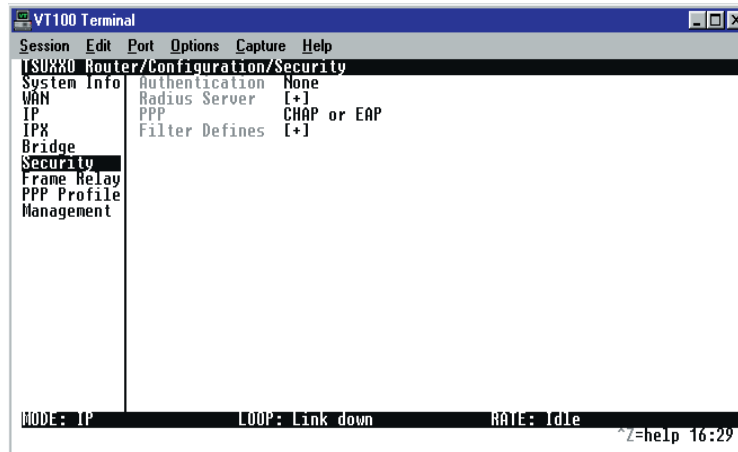 VT100 Terminal
Session Edit Port Options Capture Help
TSUXX0 Router/Configuration/Security
System Info Authentication None
WAN Radius Server [+]
IP PPP CHAP or EAP
IPX Filter Defines [+]
Bridge
Security
Frame Relay
PPP Profile
Management
MODE: IP LOOP: Link down RATE: Idle
^Z=help 16:29